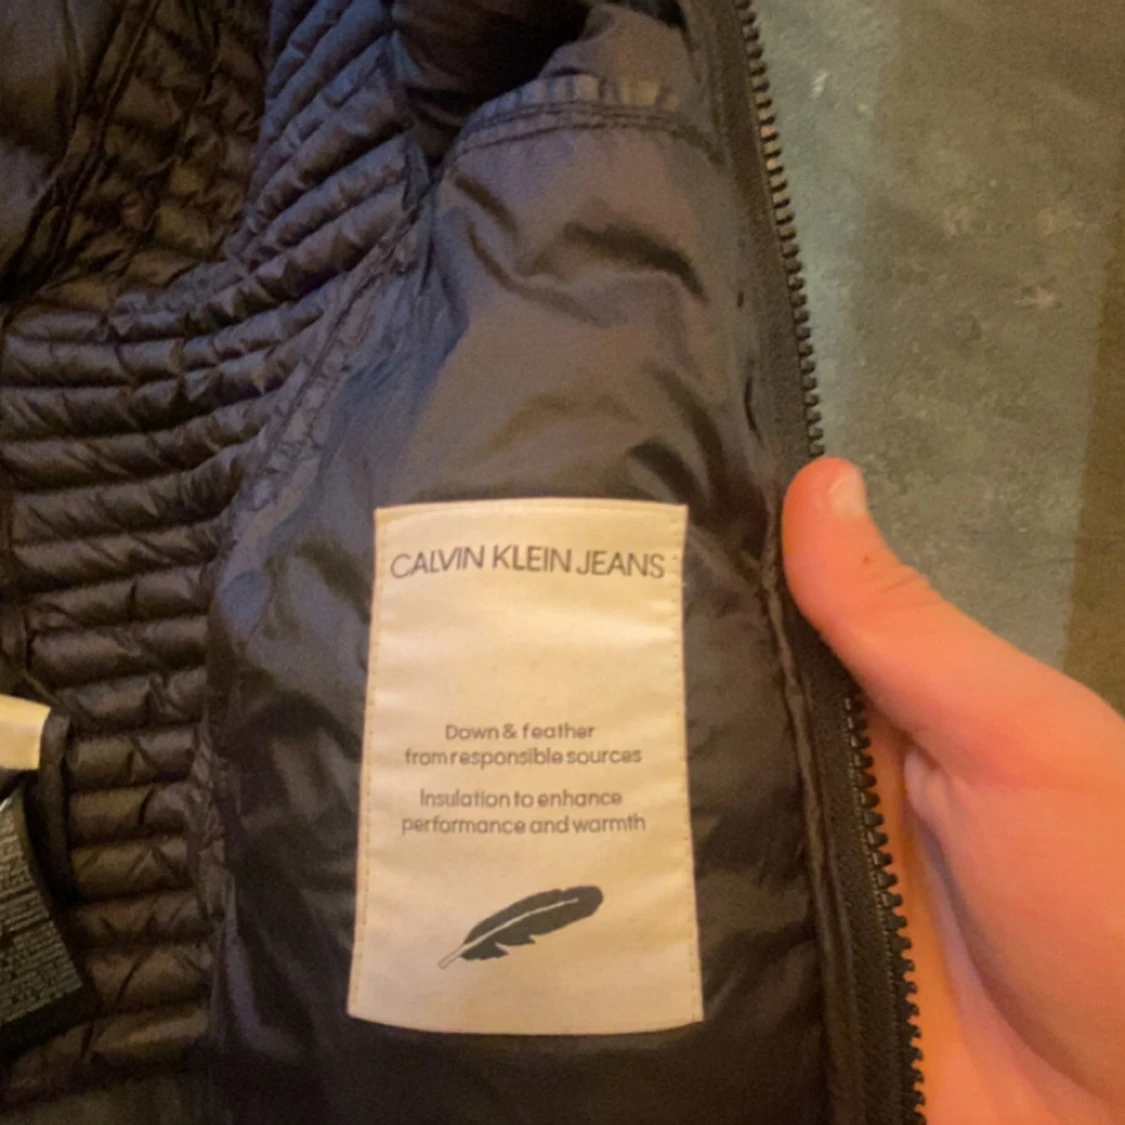 CALVIN KLEIN JEANS
Down & feather
from responsible sources
Insulation to enhance
performance and warmth